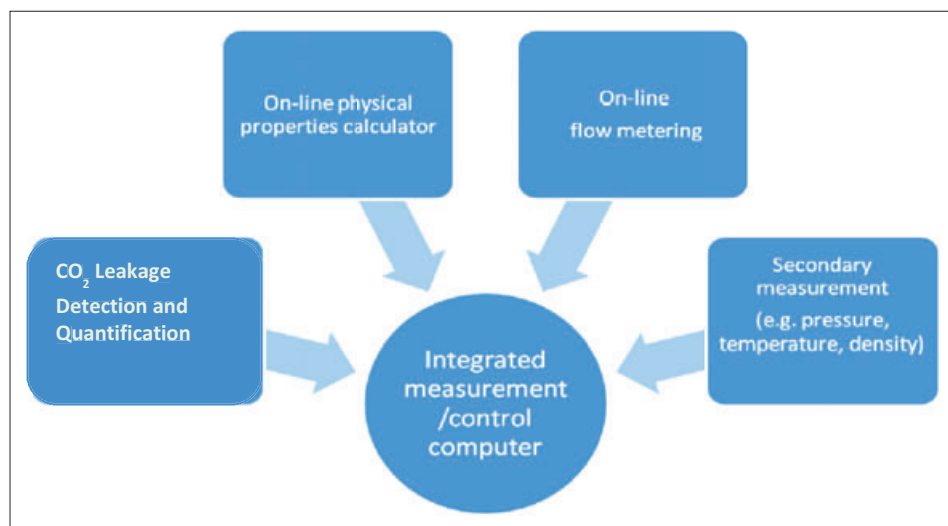 On-line physical
properties calculator
On-line
flow metering
CO₂ Leakage
Detection and
Quantification
Secondary
measurement
(e.g. pressure,
temperature, density)
Integrated
measurement
/control
computer